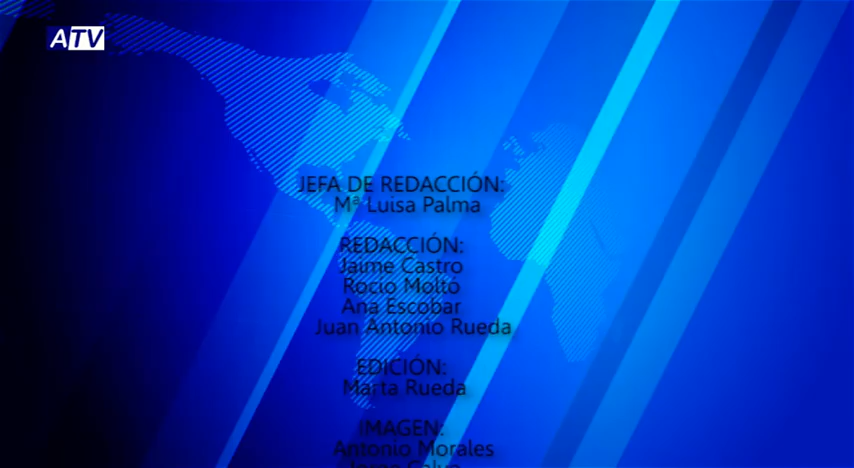 ATV
JEFA DE REDACCIÓN:
Mª Luisa Palma
REDACCIÓN:
Jaime Castro
Rocio Moltó
Ana Escobar
Juan Antonio Rueda
EDICIÓN:
Marta Rueda
IMAGEN:
Antonio Morales